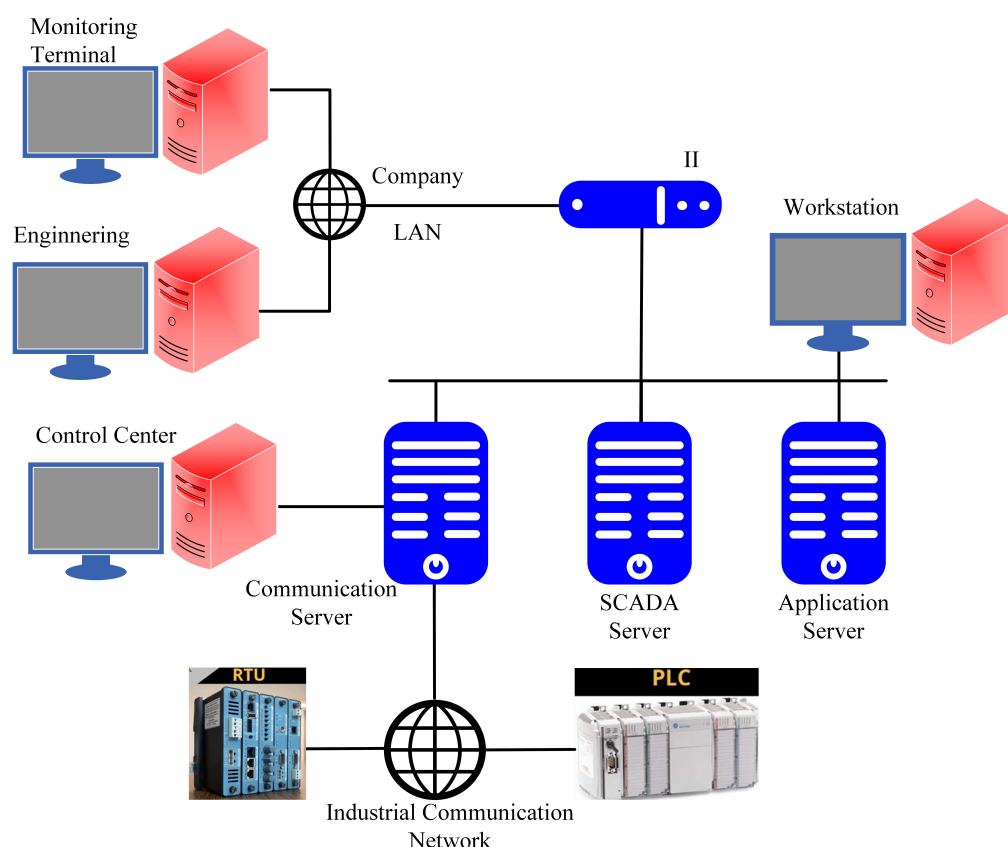 Monitoring
Terminal
Company
LAN
II
Workstation
Enginnering
Control Center
Communication
Server
SCADA
Server
Application
Server
RTU
PLC
Industrial Communication
Network